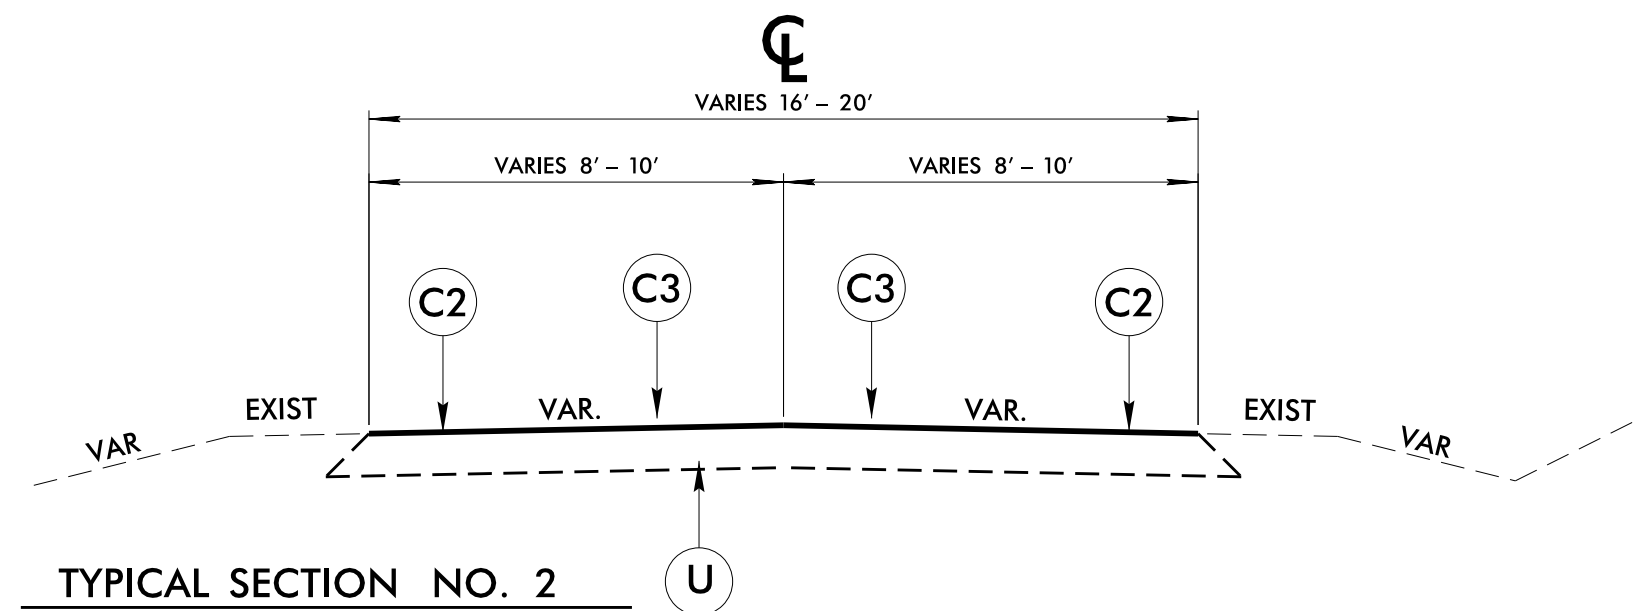 ℄
VARIES 16' – 20'
VARIES 8' – 10'
VARIES 8' – 10'
C2
C3
C3
C2
VAR
EXIST
VAR.
VAR.
EXIST
VAR
TYPICAL SECTION NO. 2
U